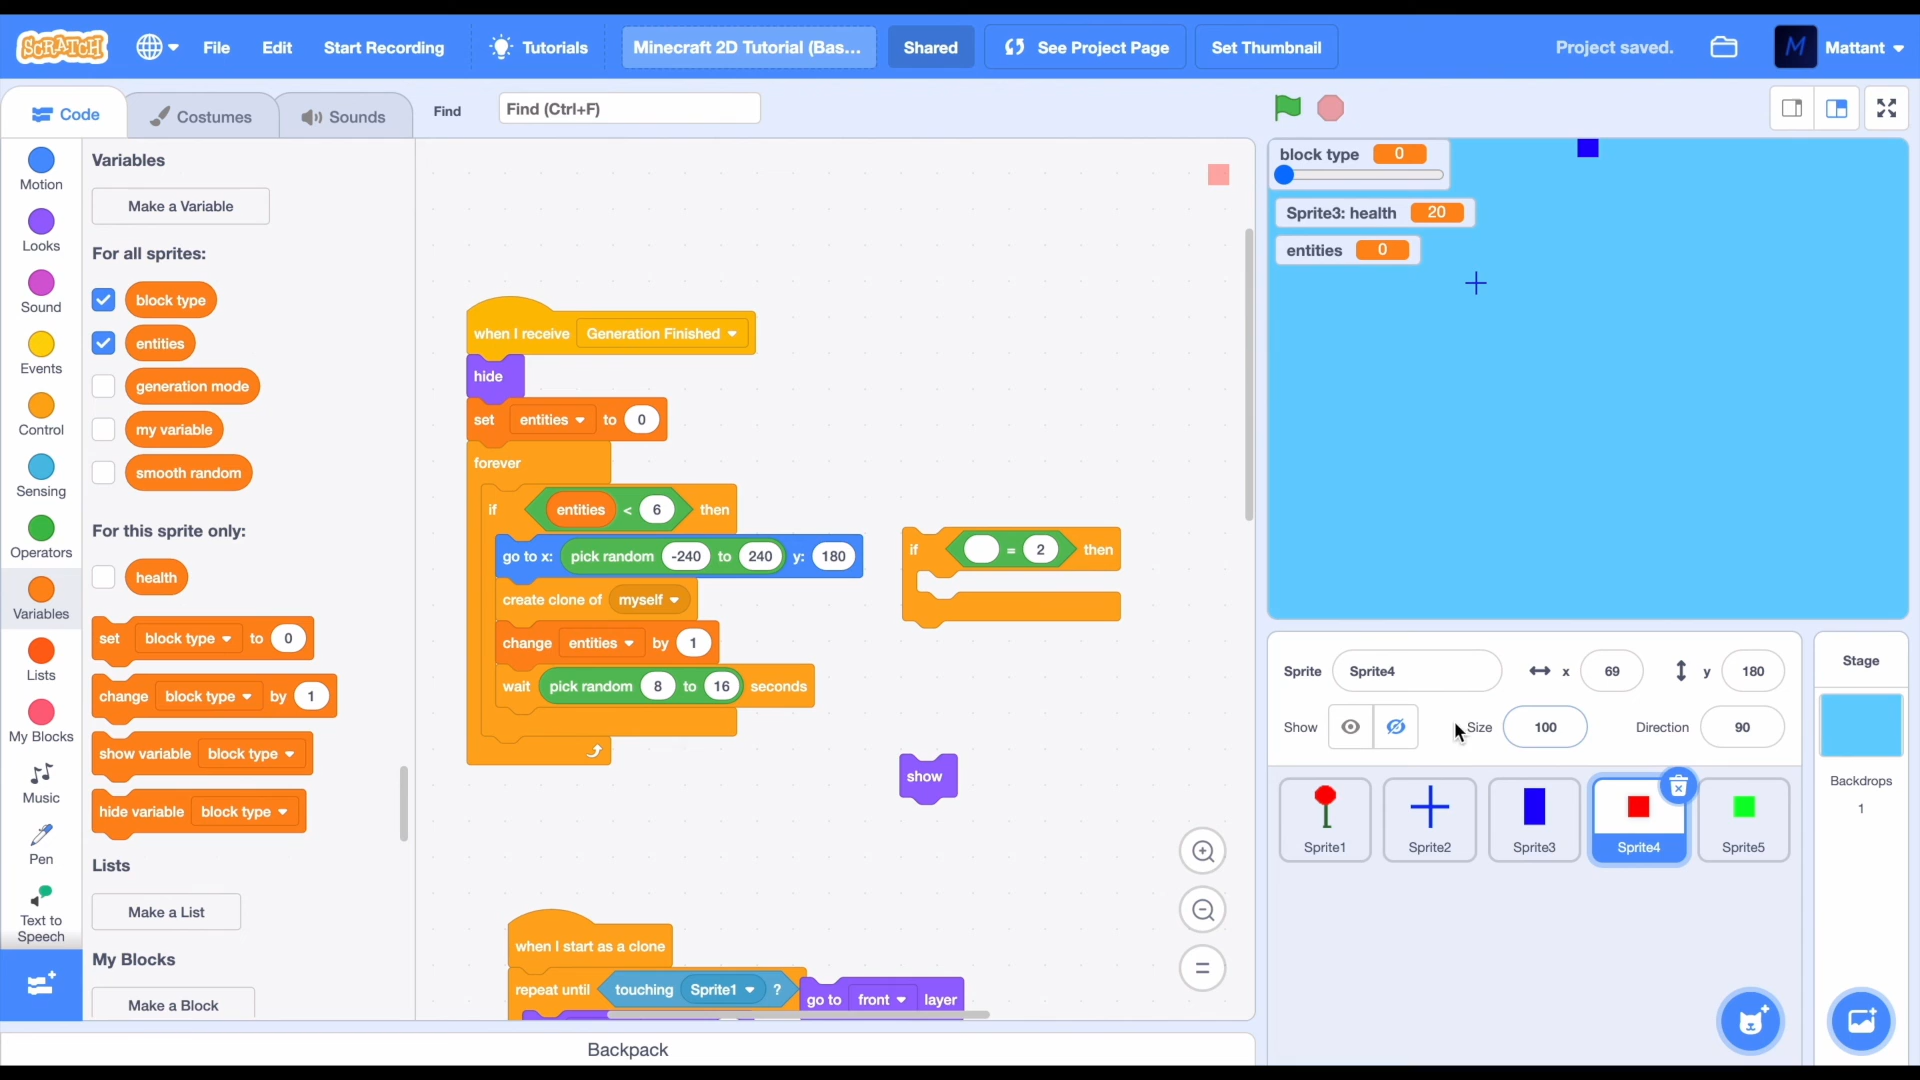 SCRATCH File Edit Start Recording Tutorials Minecraft 2D Tutorial (Bas... Shared See Project Page Set Thumbnail Project saved. M Mattant
Code Costumes Sounds Find Find (Ctrl+F)
Motion
Looks
Sound
Events
Control
Sensing
Operators
Variables
Lists
My Blocks
Music
Pen
Text to
Speech
Variables
Make a Variable
For all sprites:
block type
entities
generation mode
my variable
smooth random
For this sprite only:
health
set block type to 0
change block type by 1
show variable block type
hide variable block type
Lists
Make a List
My Blocks
Make a Block
when I receive Generation Finished
hide
set entities to 0
forever
if entities < 6 then
go to x: pick random -240 to 240 y: 180
create clone of myself
change entities by 1
wait pick random 8 to 16 seconds
if = 2 then
show
when I start as a clone
repeat until touching Sprite1 ?
go to front layer
Backpack
block type 0
Sprite3: health 20
entities 0
Sprite Sprite4 x 69 y 180
Show Size 100 Direction 90
Sprite1 Sprite2 Sprite3 Sprite4 Sprite5
Stage
Backdrops
1